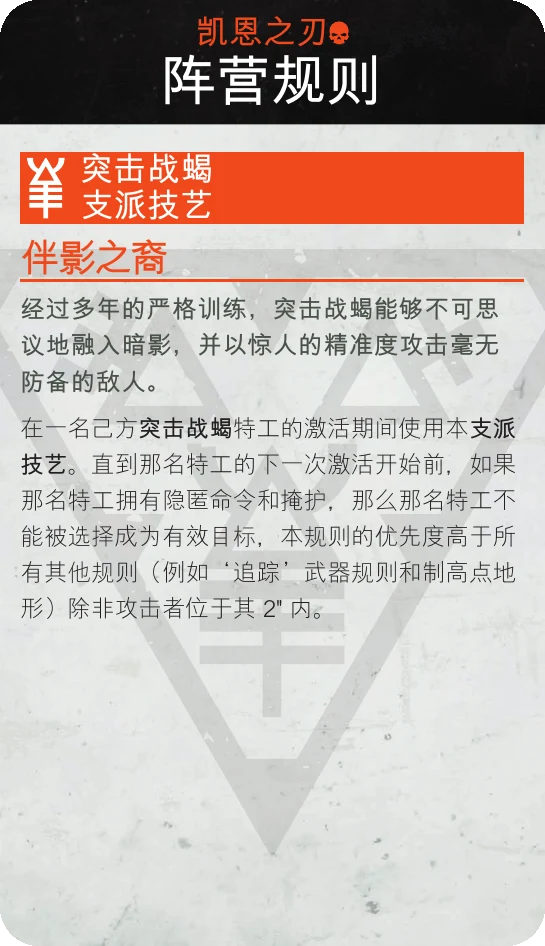 凯恩之刃
阵营规则
突击战蝎
支派技艺
伴影之裔
经过多年的严格训练，突击战蝎能够不可思
议地融入暗影，并以惊人的精准度攻击毫无
防备的敌人。
在一名己方突击战蝎特工的激活期间使用本支派
技艺。直到那名特工的下一次激活开始前，如果
那名特工拥有隐匿命令和掩护，那么那名特工不
能被选择成为有效目标，本规则的优先度高于所
有其他规则（例如‘追踪’武器规则和制高点地
形）除非攻击者位于其 2" 内。